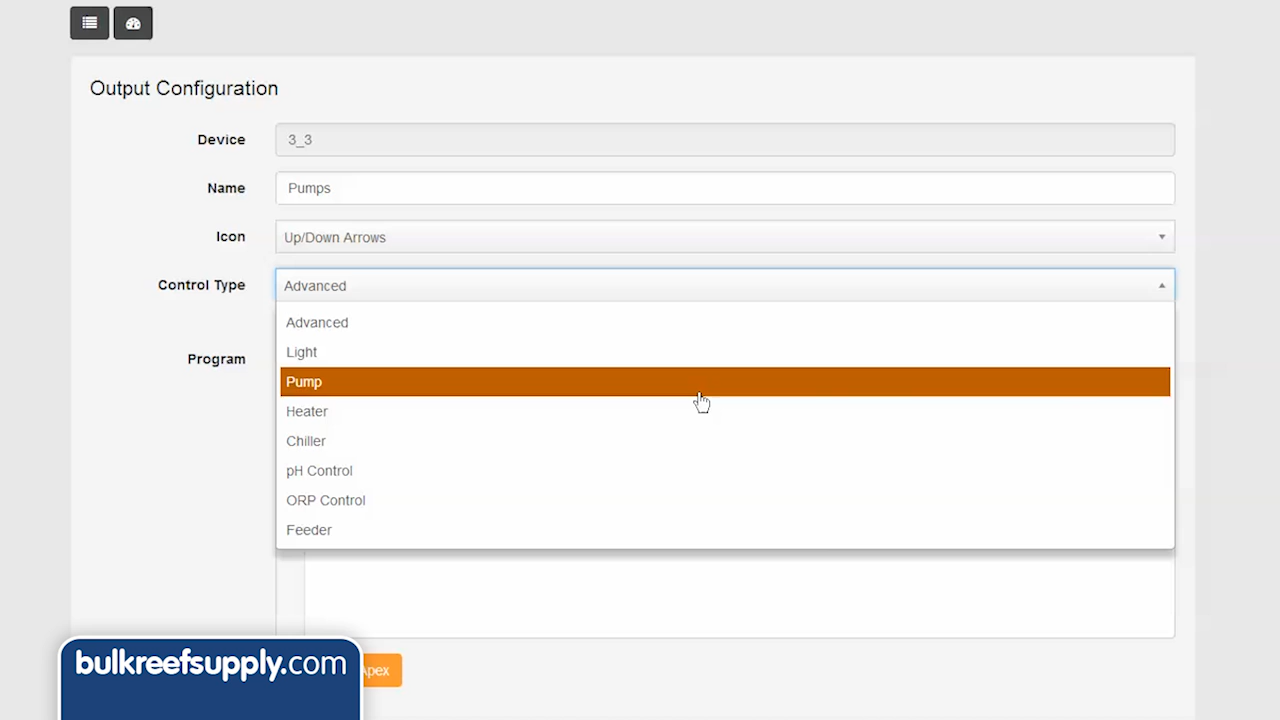 Output Configuration
Device 3_3
Name Pumps
Icon Up/Down Arrows
Control Type Advanced
Advanced
Light
Program
Pump
Heater
Chiller
pH Control
ORP Control
Feeder
bulkreefsupply.com
Apex